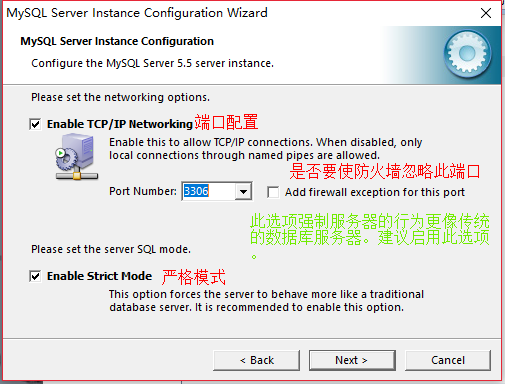 MySQL Server Instance Configuration Wizard
MySQL Server Instance Configuration
Configure the MySQL Server 5.5 server instance.
Please set the networking options.
Enable TCP/IP Networking 端口配置
Enable this to allow TCP/IP connections. When disabled, only
local connections through named pipes are allowed.
是否要使防火墙忽略此端口
Port Number: 3306 Add firewall exception for this port
此选项强制服务器的行为更像传统
的数据库服务器。建议启用此选项
。
Please set the server SQL mode.
Enable Strict Mode 严格模式
This option forces the server to behave more like a traditional
database server. It is recommended to enable this option.
< Back Next > Cancel